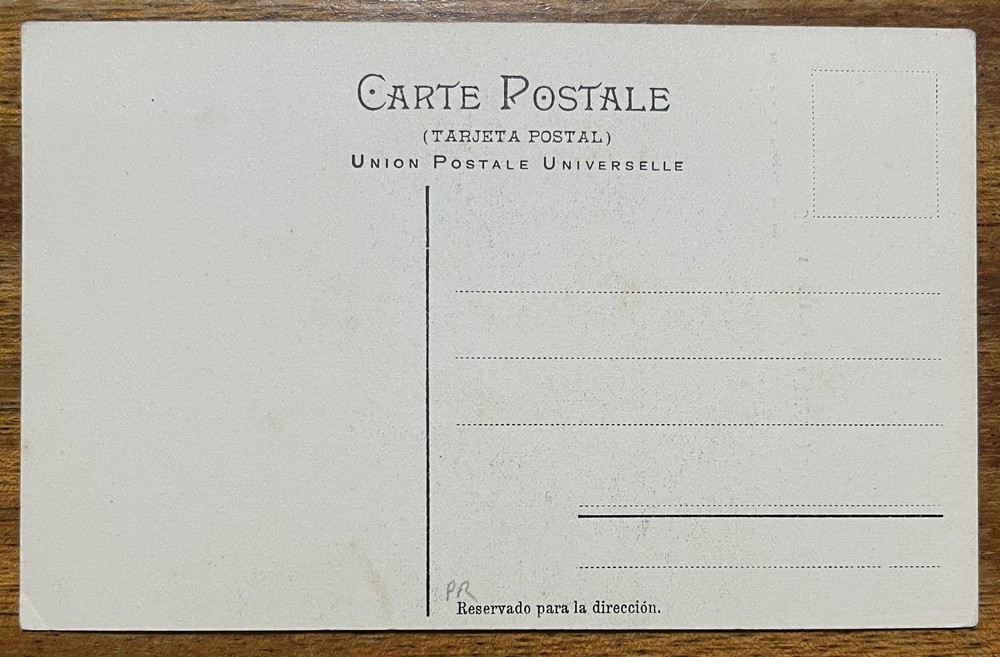 CARTE POSTALE
(TARJETA POSTAL)
UNION POSTALE UNIVERSELLE
PR
Reservado para la dirección.